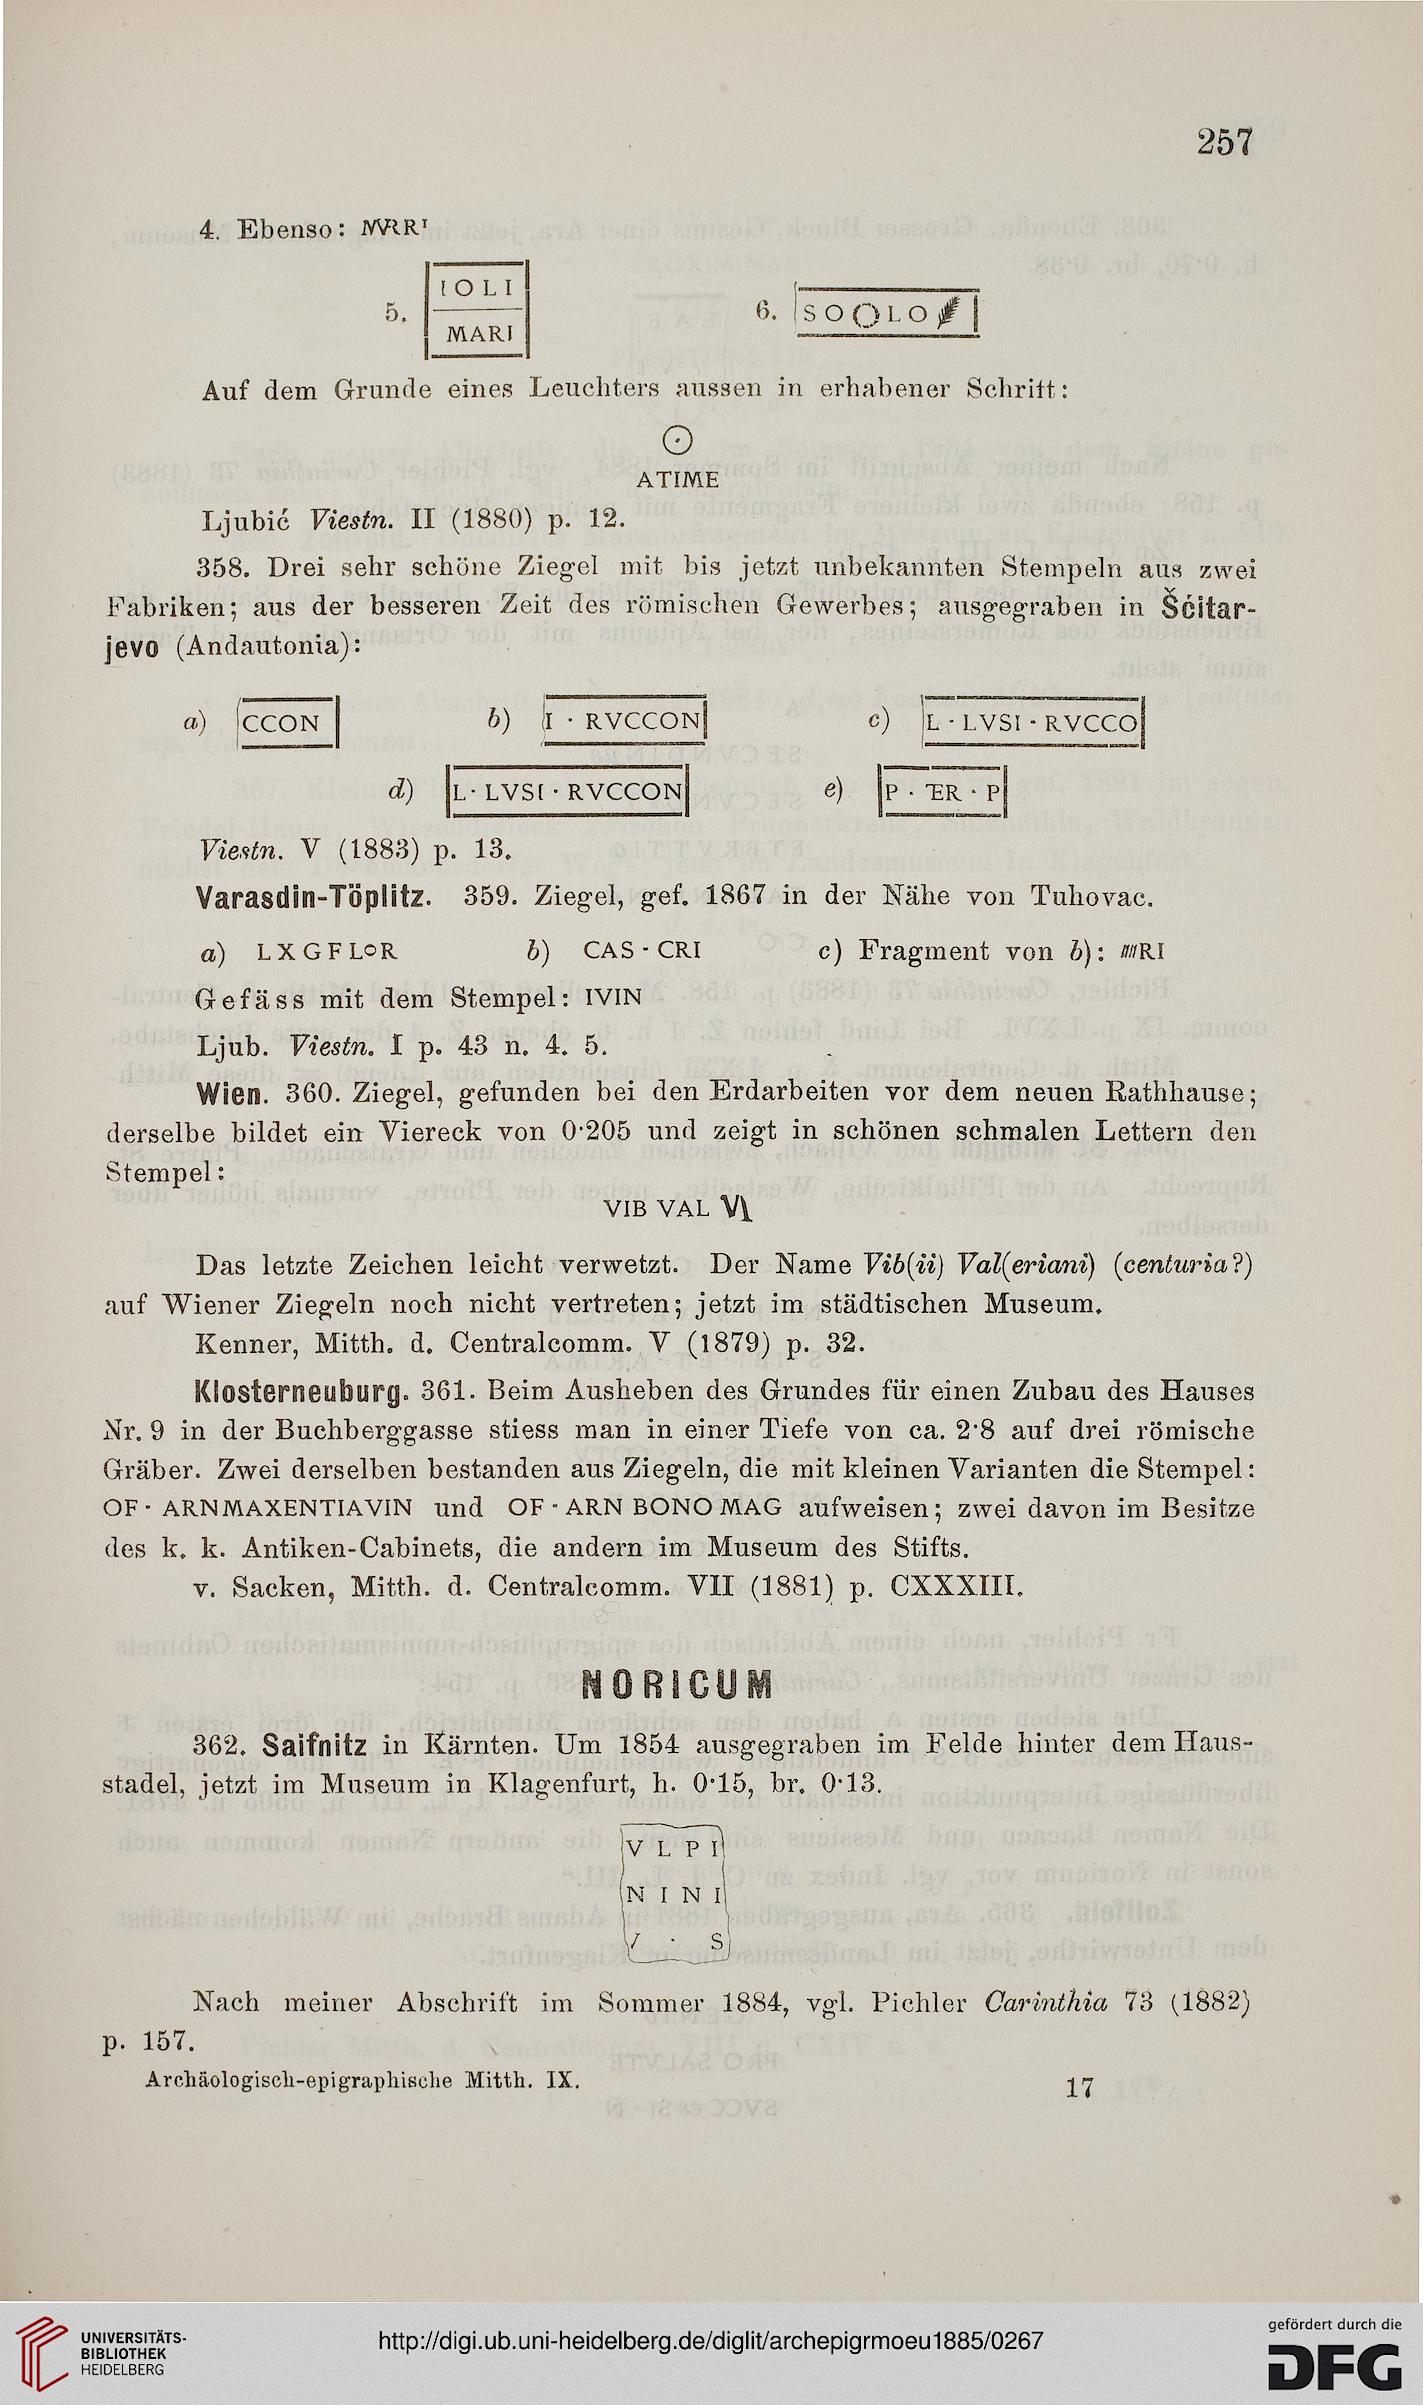 257
4. Ebenso:
5. IOLI
MARI
6. SOOLO
Auf dem Grunde eines Leuchters aussen in erhabener Schrift:
ATIME
Ljubić Viestn. II (1880) p. 12.
358. Drei sehr schöne Ziegel mit bis jetzt unbekannten Stempeln aus zwei
Fabriken; aus der besseren Zeit des römischen Gewerbes; ausgegraben in Šćitar-
jevo (Andautonia):
a) CCON b) I · RVCCON c) L · LVSI · RVCCO
d) L · LVSI · RVCCON e) P · TER · P
Viestn. V (1883) p. 13.
Varasdin-Töplitz. 359. Ziegel, gef. 1867 in der Nähe von Tuhovac.
a) LXGFLOR b) CAS · CRI c) Fragment von b): RI
Gefäss mit dem Stempel: IVIN
Ljub. Viestn. I p. 43 n. 4. 5.
Wien. 360. Ziegel, gefunden bei den Erdarbeiten vor dem neuen Rathhause;
derselbe bildet ein Viereck von 0·205 und zeigt in schönen schmalen Lettern den
Stempel:
VIB VAL
Das letzte Zeichen leicht verwetzt. Der Name Vib(ii) Val(eriani) (centuria?)
auf Wiener Ziegeln noch nicht vertreten; jetzt im städtischen Museum.
Kenner, Mitth. d. Centralcomm. V (1879) p. 32.
Klosterneuburg. 361. Beim Ausheben des Grundes für einen Zubau des Hauses
Nr. 9 in der Buchberggasse stiess man in einer Tiefe von ca. 2·8 auf drei römische
Gräber. Zwei derselben bestanden aus Ziegeln, die mit kleinen Varianten die Stempel:
OF · ARNMAXENTIAVIN und OF · ARN BONO MAG aufweisen; zwei davon im Besitze
des k. k. Antiken-Cabinets, die andern im Museum des Stifts.
v. Sacken, Mitth. d. Centralcomm. VII (1881) p. CXXXIII.
NORICUM
362. Saifnitz in Kärnten. Um 1854 ausgegraben im Felde hinter dem Haus-
stadel, jetzt im Museum in Klagenfurt, h. 0·15, br. 0·13.
VLPI
NINI
V · S
Nach meiner Abschrift im Sommer 1884, vgl. Pichler Carinthia 73 (1882)
p. 157.
Archäologisch-epigraphische Mitth. IX.
17
UNIVERSITÄTS-
BIBLIOTHEK
HEIDELBERG
http://digi.ub.uni-heidelberg.de/diglit/archepigrmoeu1885/0267
gefördert durch die
DFG